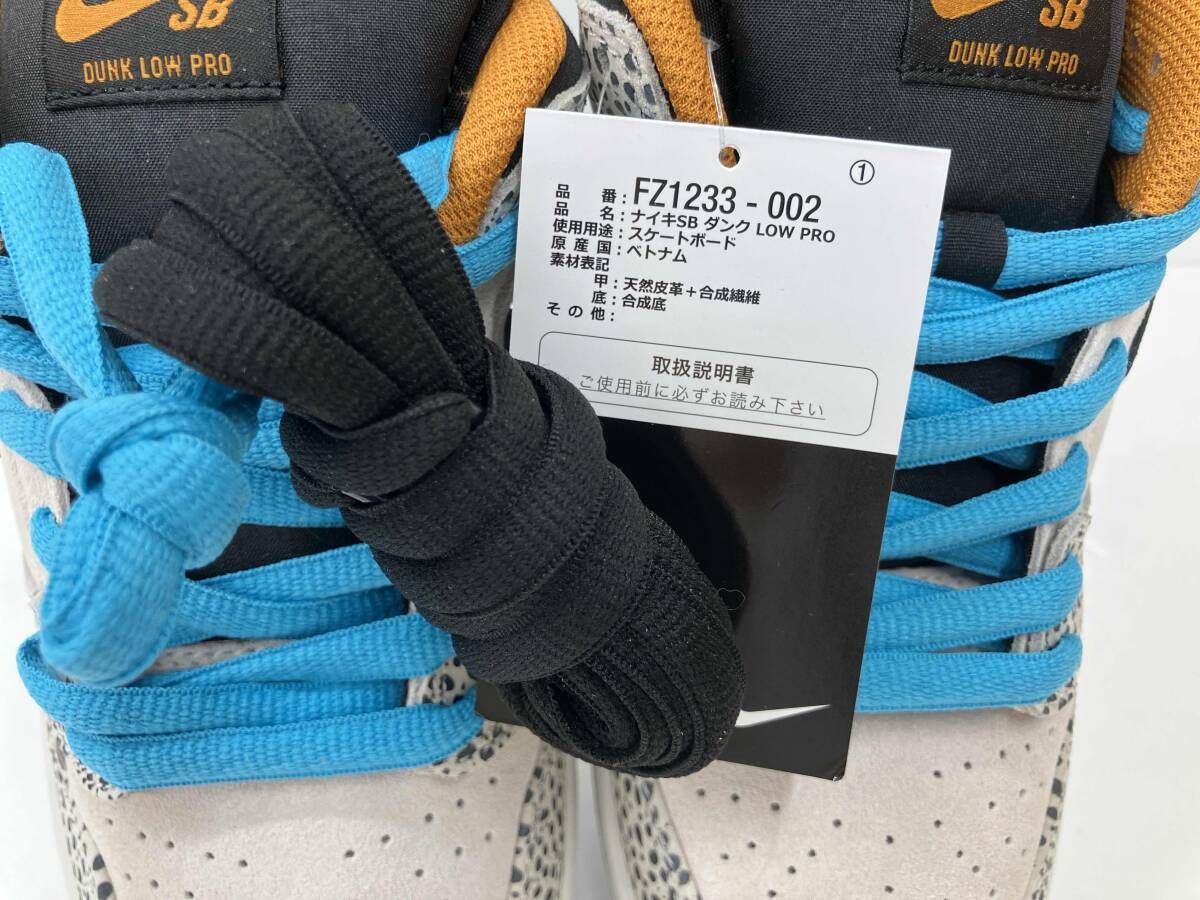 SB
DUNK LOW PRO
SB
DUNK LOW PRO
①
品 番 : FZ1233 - 002
品 名 : ナイキSB ダンク LOW PRO
使用用途 : スケートボード
原 産 国 : ベトナム
素材表記
甲 : 天然皮革＋合成繊維
底 : 合成底
そ の 他 :
取扱説明書
ご使用前に必ずお読み下さい